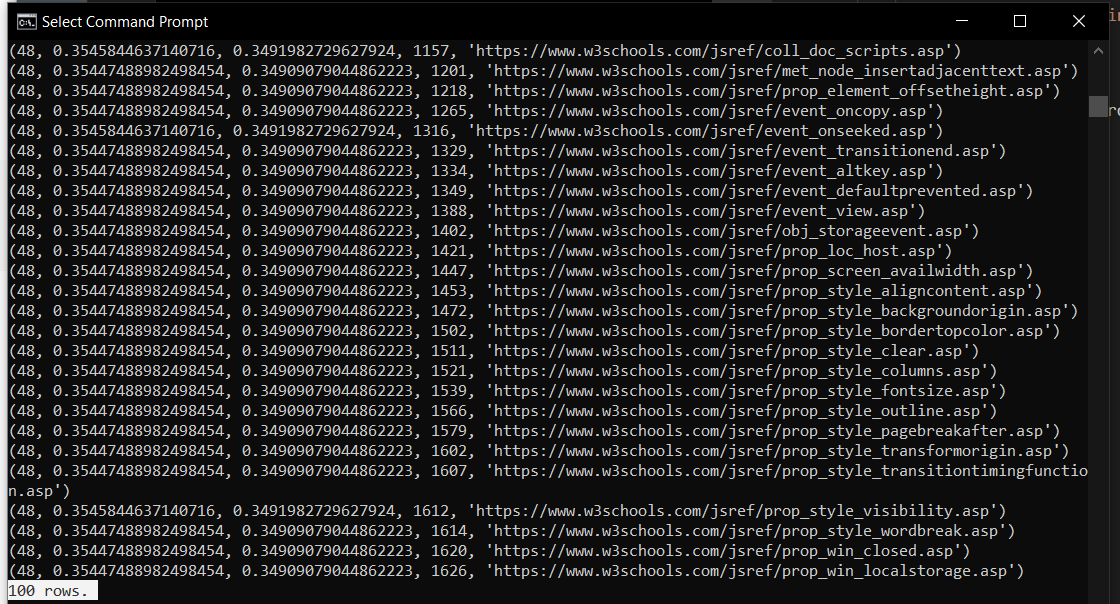 Select Command Prompt
(48, 0.3545844637140716, 0.3491982729627924, 1157, 'https://www.w3schools.com/jsref/coll_doc_scripts.asp')
(48, 0.35447488982498454, 0.34909079044862223, 1201, 'https://www.w3schools.com/jsref/met_node_insertadjacenttext.asp')
(48, 0.35447488982498454, 0.34909079044862223, 1218, 'https://www.w3schools.com/jsref/prop_element_offsetheight.asp')
(48, 0.35447488982498454, 0.34909079044862223, 1265, 'https://www.w3schools.com/jsref/event_oncopy.asp')
(48, 0.3545844637140716, 0.3491982729627924, 1316, 'https://www.w3schools.com/jsref/event_onseeked.asp')
(48, 0.35447488982498454, 0.34909079044862223, 1329, 'https://www.w3schools.com/jsref/event_transitionend.asp')
(48, 0.35447488982498454, 0.34909079044862223, 1334, 'https://www.w3schools.com/jsref/event_altkey.asp')
(48, 0.35447488982498454, 0.34909079044862223, 1349, 'https://www.w3schools.com/jsref/event_defaultprevented.asp')
(48, 0.35447488982498454, 0.34909079044862223, 1388, 'https://www.w3schools.com/jsref/event_view.asp')
(48, 0.35447488982498454, 0.34909079044862223, 1402, 'https://www.w3schools.com/jsref/obj_storageevent.asp')
(48, 0.35447488982498454, 0.34909079044862223, 1421, 'https://www.w3schools.com/jsref/prop_loc_host.asp')
(48, 0.35447488982498454, 0.34909079044862223, 1447, 'https://www.w3schools.com/jsref/prop_screen_availwidth.asp')
(48, 0.35447488982498454, 0.34909079044862223, 1453, 'https://www.w3schools.com/jsref/prop_style_aligncontent.asp')
(48, 0.35447488982498454, 0.34909079044862223, 1472, 'https://www.w3schools.com/jsref/prop_style_backgroundorigin.asp')
(48, 0.35447488982498454, 0.34909079044862223, 1502, 'https://www.w3schools.com/jsref/prop_style_bordertopcolor.asp')
(48, 0.35447488982498454, 0.34909079044862223, 1511, 'https://www.w3schools.com/jsref/prop_style_clear.asp')
(48, 0.35447488982498454, 0.34909079044862223, 1521, 'https://www.w3schools.com/jsref/prop_style_columns.asp')
(48, 0.35447488982498454, 0.34909079044862223, 1539, 'https://www.w3schools.com/jsref/prop_style_fontsize.asp')
(48, 0.35447488982498454, 0.34909079044862223, 1566, 'https://www.w3schools.com/jsref/prop_style_outline.asp')
(48, 0.35447488982498454, 0.34909079044862223, 1579, 'https://www.w3schools.com/jsref/prop_style_pagebreakafter.asp')
(48, 0.35447488982498454, 0.34909079044862223, 1602, 'https://www.w3schools.com/jsref/prop_style_transformorigin.asp')
(48, 0.35447488982498454, 0.34909079044862223, 1607, 'https://www.w3schools.com/jsref/prop_style_transitiontimingfunctio
n.asp')
(48, 0.3545844637140716, 0.3491982729627924, 1612, 'https://www.w3schools.com/jsref/prop_style_visibility.asp')
(48, 0.35447488982498454, 0.34909079044862223, 1614, 'https://www.w3schools.com/jsref/prop_style_wordbreak.asp')
(48, 0.35447488982498454, 0.34909079044862223, 1620, 'https://www.w3schools.com/jsref/prop_win_closed.asp')
(48, 0.35447488982498454, 0.34909079044862223, 1626, 'https://www.w3schools.com/jsref/prop_win_localstorage.asp')
100 rows.